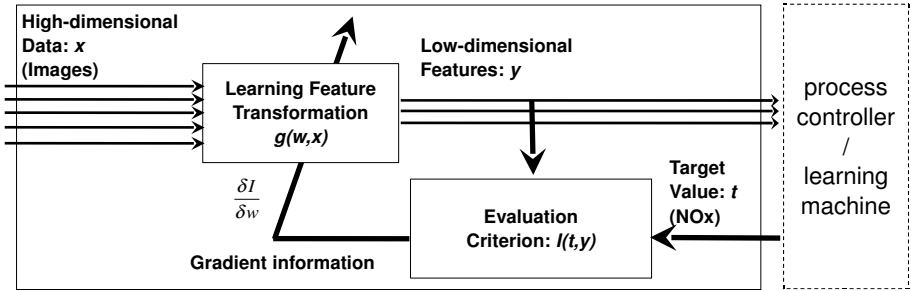 High-dimensional
Data: x
(Images)
Learning Feature
Transformation
g(w,x)
Low-dimensional
Features: y
process
controller
/
learning
machine
δI
δw
Gradient information
Evaluation
Criterion: I(t,y)
Target
Value: t
(NOx)